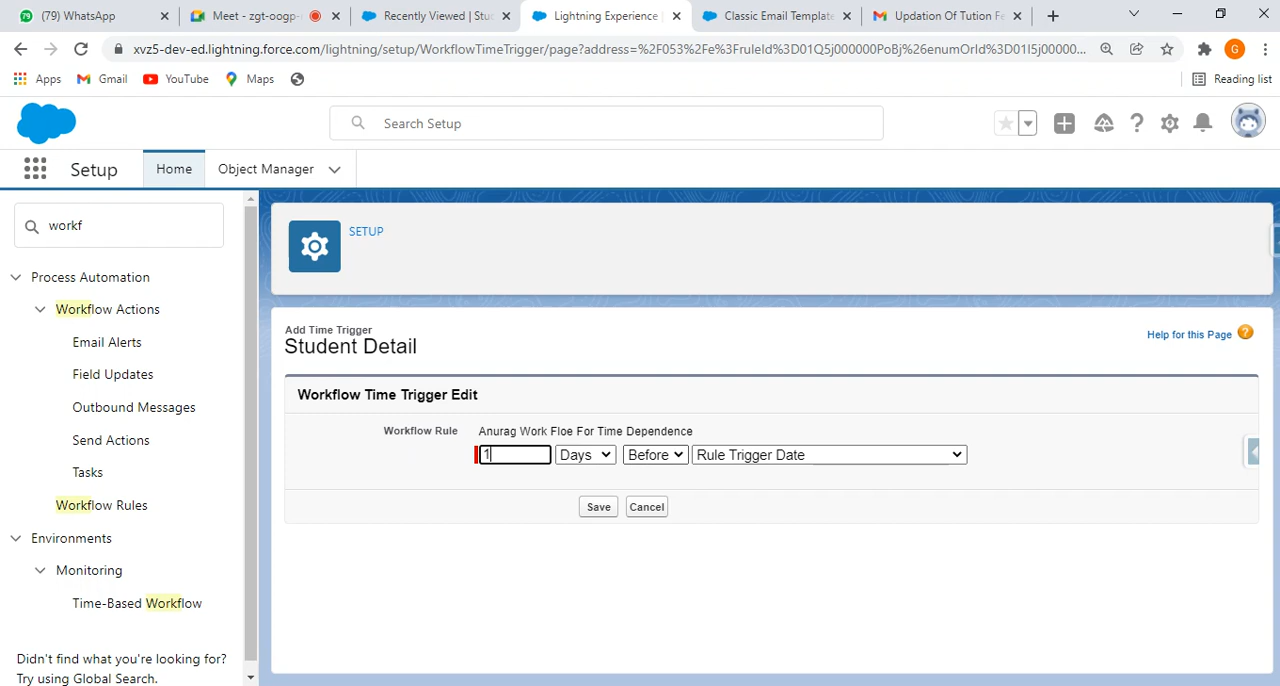 (79) WhatsApp
Meet - zgt-oogp-
Recently Viewed | Stud
Lightning Experience |
Classic Email Template
Updation Of Tution Fe
xvz5-dev-ed.lightning.force.com/lightning/setup/WorkflowTimeTrigger/page?address=%2F053%2Fe%3FruleId%3D01Q5j000000PoBj%26enumOrId%3D01I5j00000...
G
Apps
Gmail
YouTube
Maps
Reading list
Search Setup
Setup
Home
Object Manager
workf
SETUP
Process Automation
Workflow Actions
Email Alerts
Field Updates
Outbound Messages
Send Actions
Tasks
Workflow Rules
Environments
Monitoring
Time-Based Workflow
Didn't find what you're looking for?
Try using Global Search.
Add Time Trigger
Student Detail
Help for this Page ?
Workflow Time Trigger Edit
Workflow Rule
Anurag Work Floe For Time Dependence
1
Days
Before
Rule Trigger Date
Save
Cancel